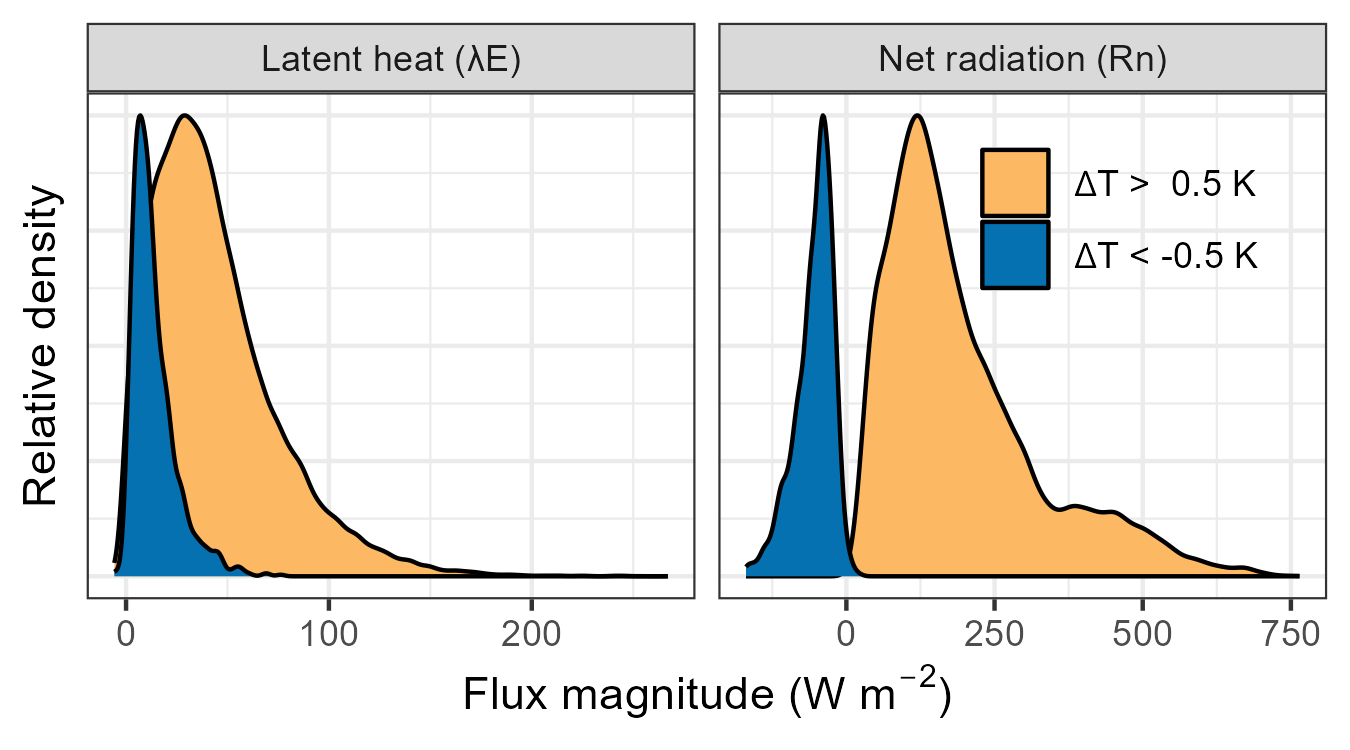 Latent heat (λE)
Net radiation (Rn)
Relative density
ΔT >  0.5 K
ΔT < -0.5 K
0
100
200
0
250
500
750
Flux magnitude (W m⁻²)